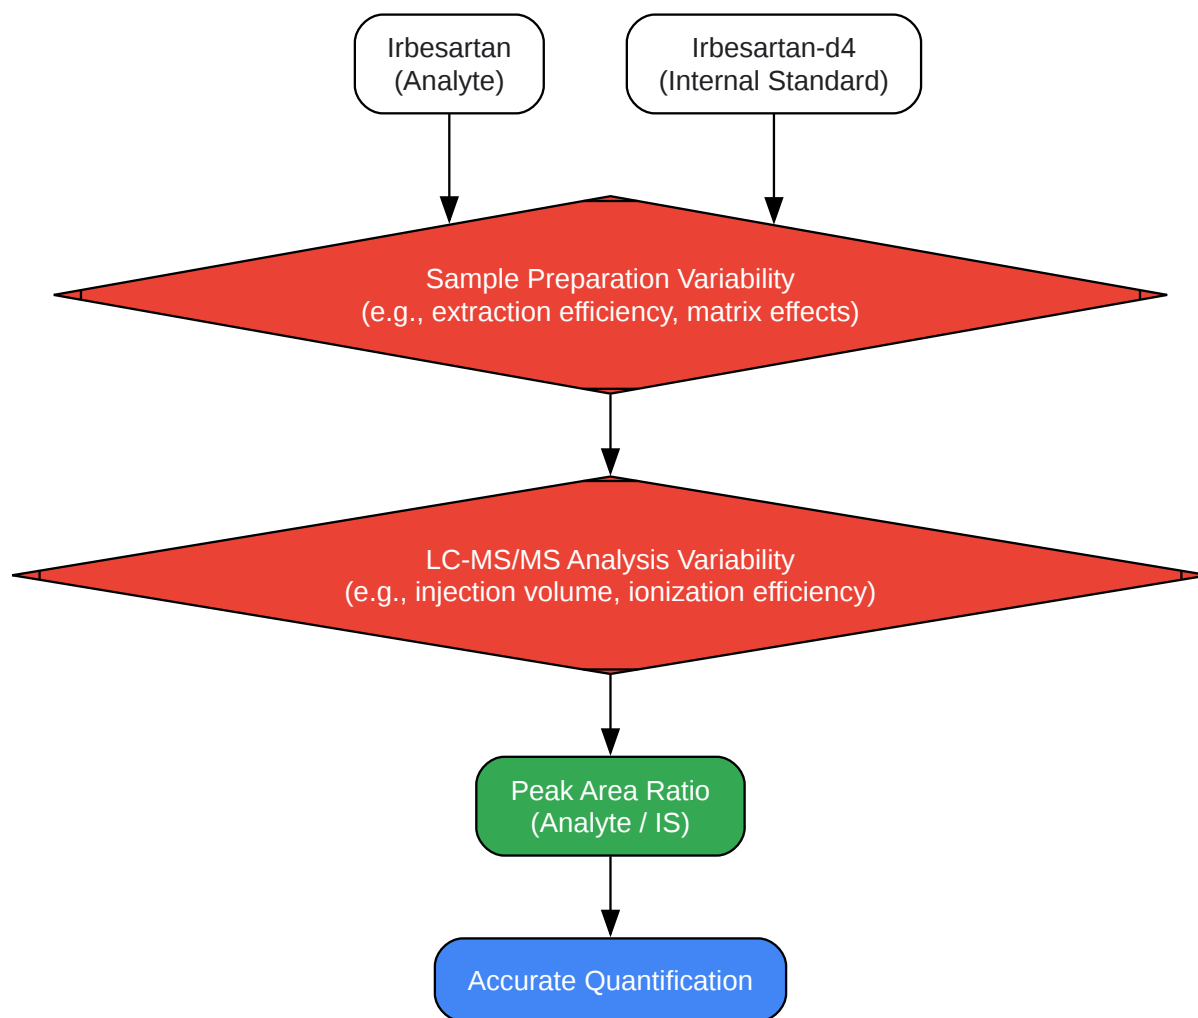 Irbesartan
(Analyte)
Irbesartan-d4
(Internal Standard)
Sample Preparation Variability
(e.g., extraction efficiency, matrix effects)
LC-MS/MS Analysis Variability
(e.g., injection volume, ionization efficiency)
Peak Area Ratio
(Analyte / IS)
Accurate Quantification